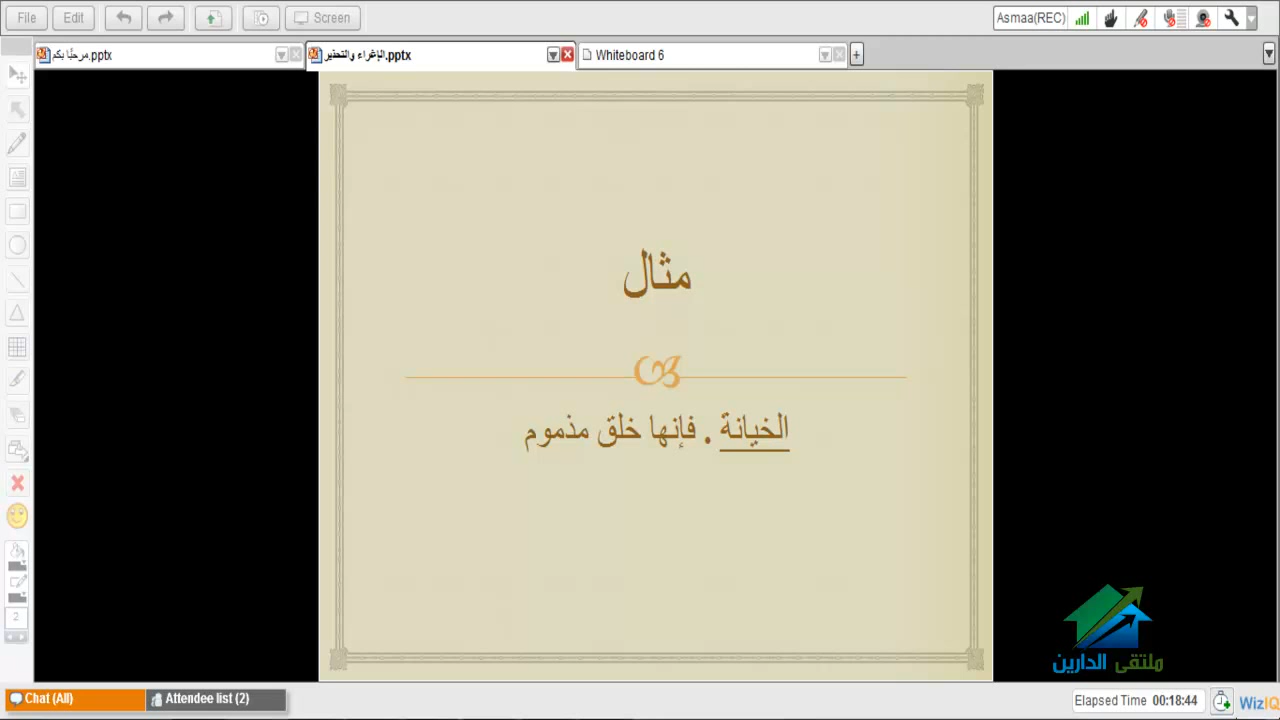 File Edit Screen Asmaa(REC)
مرحبًا بكم.pptx الإغراء والتحذير.pptx Whiteboard 6
مثال
الخيانة . فإنها خلق مذموم
2
ملتقى الدارين
Chat (All) Attendee list (2) Elapsed Time 00:18:44 WizIQ